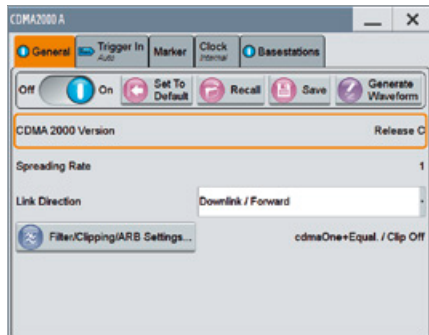 CDMA2000 A
General
Trigger In
Auto
Marker
Clock
Internal
Basestations
Off
On
Set To
Default
Recall
Save
Generate
Waveform
CDMA 2000 Version Release C
Spreading Rate 1
Link Direction Downlink / Forward
Filter/Clipping/ARB Settings... cdmaOne+Equal. / Clip Off